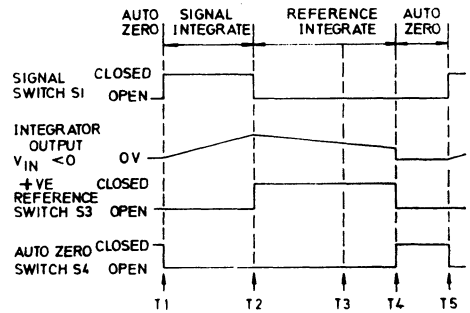 AUTO ZERO
SIGNAL INTEGRATE
REFERENCE INTEGRATE
AUTO ZERO
SIGNAL SWITCH S1
CLOSED
OPEN
INTEGRATOR OUTPUT
VIN <0
0V
+VE REFERENCE SWITCH S3
CLOSED
OPEN
AUTO ZERO SWITCH S4
CLOSED
OPEN
T1 T2 T3 T4 T5